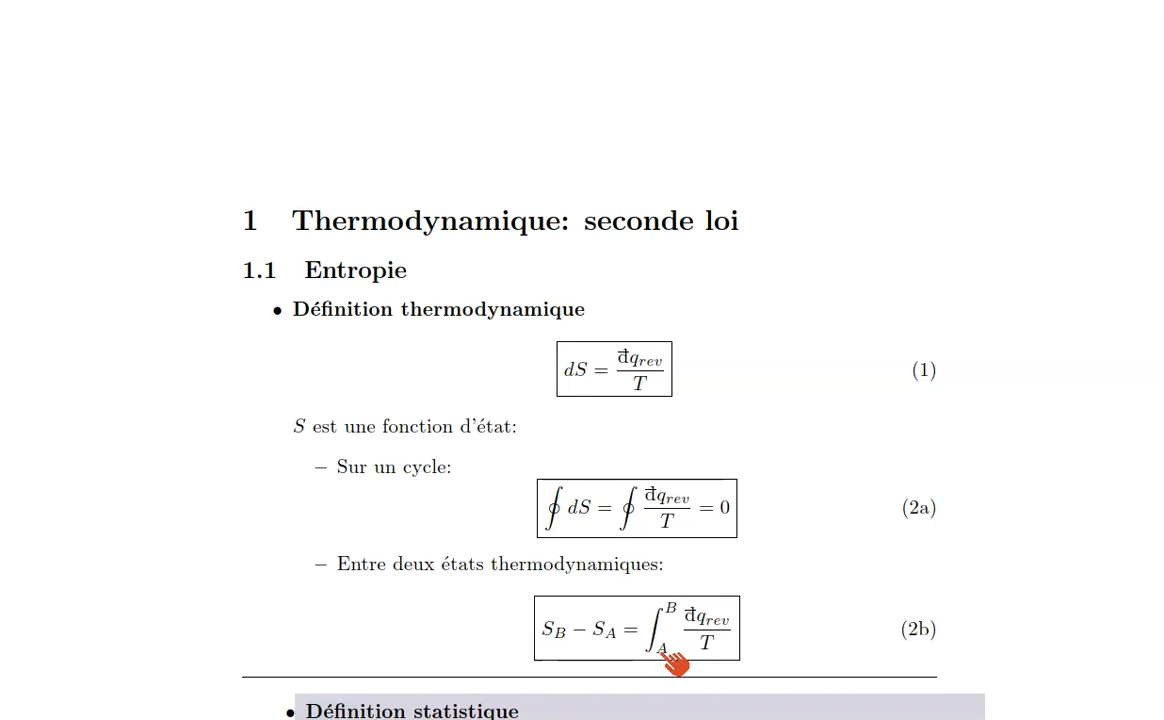 1 Thermodynamique: seconde loi
1.1 Entropie
• Définition thermodynamique
dS = đq_rev / T (1)
S est une fonction d'état:
– Sur un cycle:
∮ dS = ∮ đq_rev / T = 0 (2a)
– Entre deux états thermodynamiques:
S_B − S_A = ∫_A^B đq_rev / T (2b)
• Définition statistique